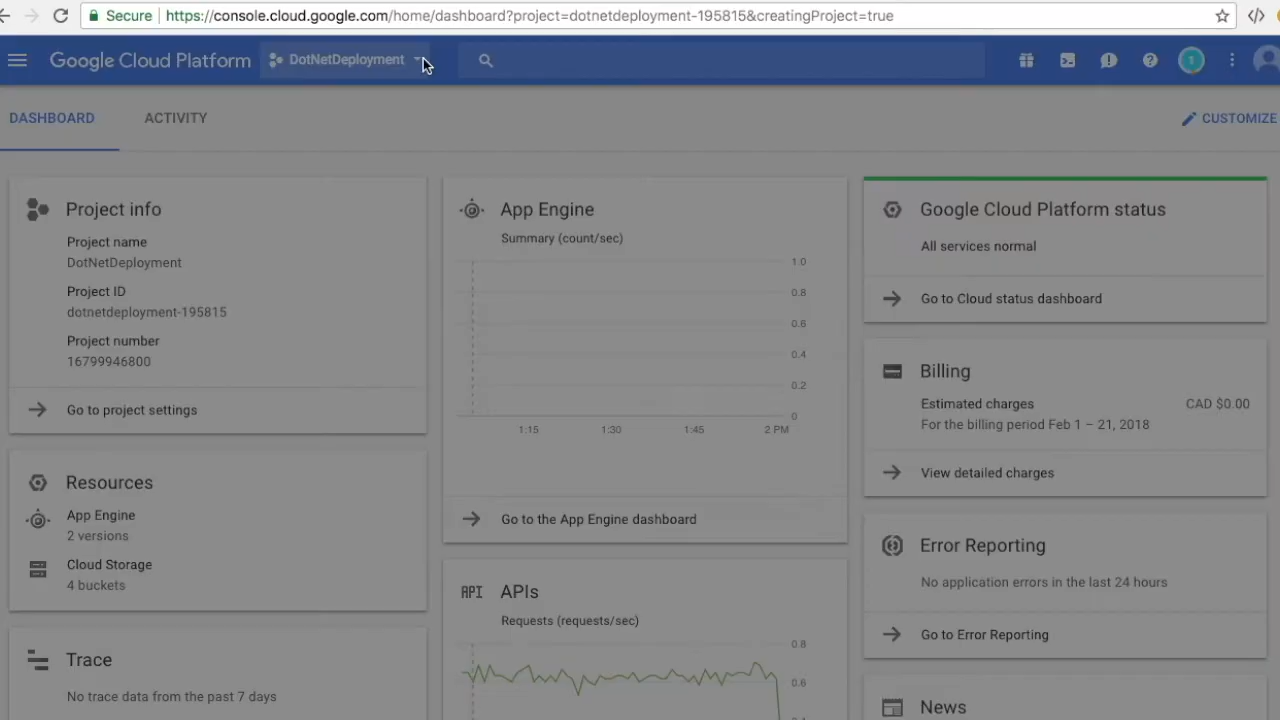 Secure
https://console.cloud.google.com/home/dashboard?project=dotnetdeployment-195815&creatingProject=true
Google Cloud Platform
DotNetDeployment
1
DASHBOARD
ACTIVITY
CUSTOMIZE
Project info
Project name
DotNetDeployment
Project ID
dotnetdeployment-195815
Project number
16799946800
Go to project settings
Resources
App Engine
2 versions
Cloud Storage
4 buckets
Trace
No trace data from the past 7 days
App Engine
Summary (count/sec)
1.0
0.8
0.6
0.4
0.2
0
1:15
1:30
1:45
2 PM
Go to the App Engine dashboard
API
APIs
Requests (requests/sec)
0.8
0.6
Google Cloud Platform status
All services normal
Go to Cloud status dashboard
Billing
Estimated charges
CAD $0.00
For the billing period Feb 1 – 21, 2018
View detailed charges
Error Reporting
No application errors in the last 24 hours
Go to Error Reporting
News